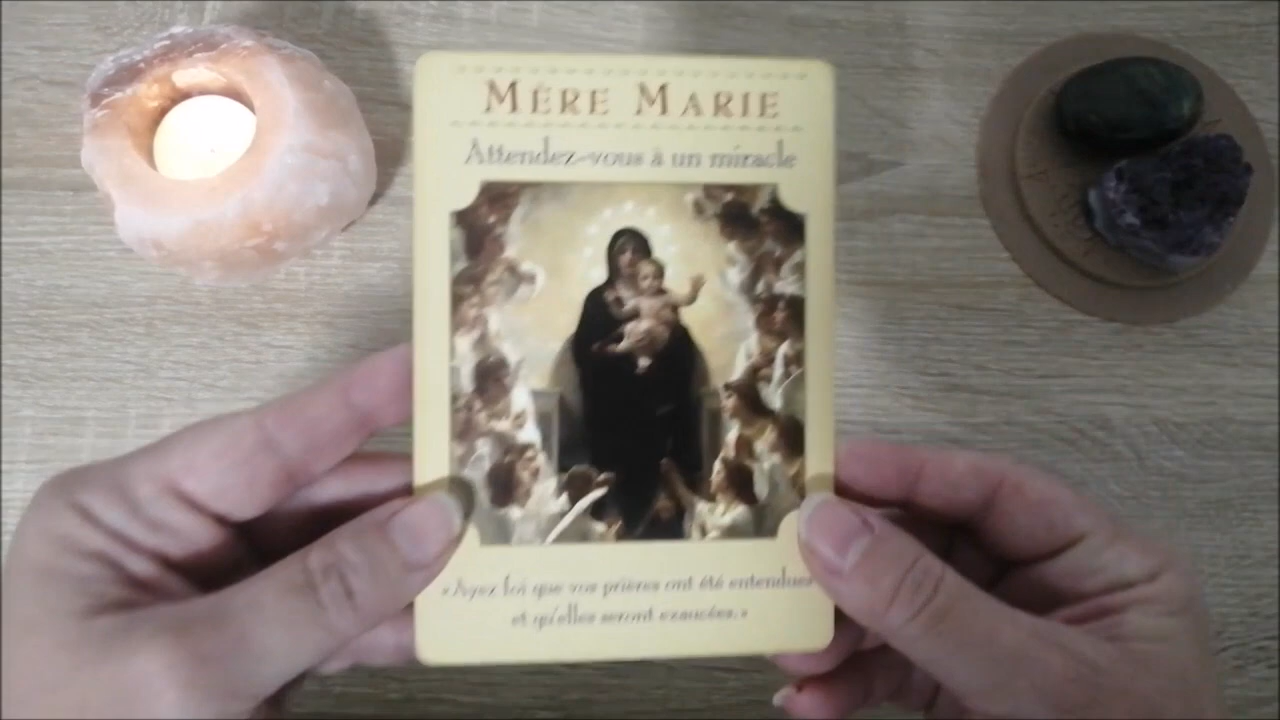 MÈRE MARIE
Attendez-vous à un miracle
«Ayez foi que vos prières ont été entendues
et qu'elles seront exaucées.»